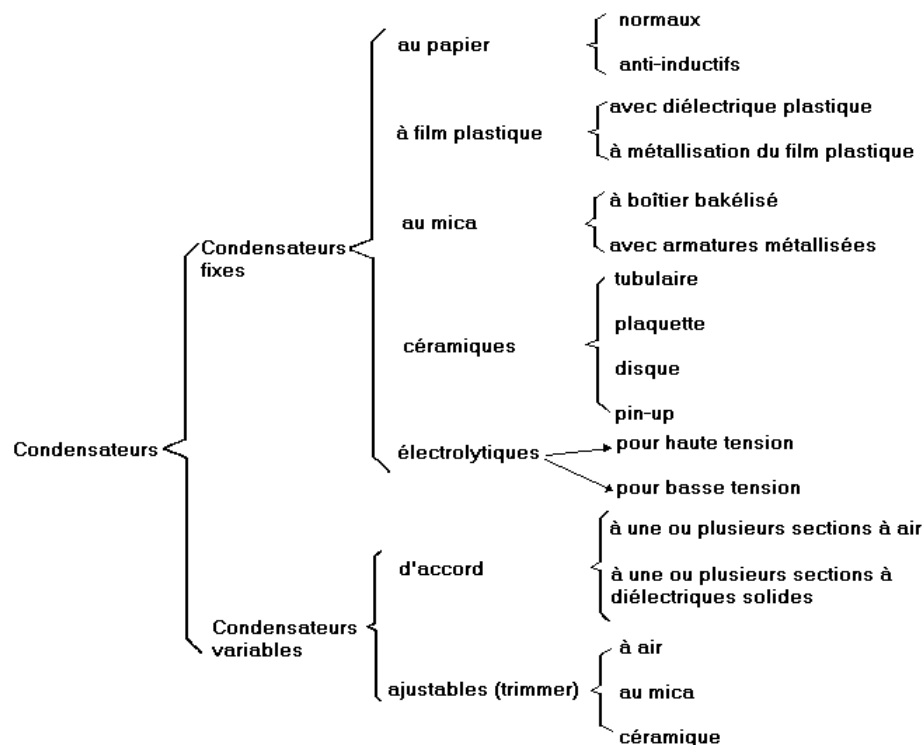 normaux
au papier
anti-inductifs
avec diélectrique plastique
à film plastique
à métallisation du film plastique
à boîtier bakélisé
au mica
avec armatures métallisées
Condensateurs
fixes
tubulaire
plaquette
céramiques
disque
pin-up
Condensateurs
électrolytiques
pour haute tension
pour basse tension
à une ou plusieurs sections à air
d'accord
à une ou plusieurs sections à
diélectriques solides
Condensateurs
variables
à air
ajustables (trimmer)
au mica
céramique